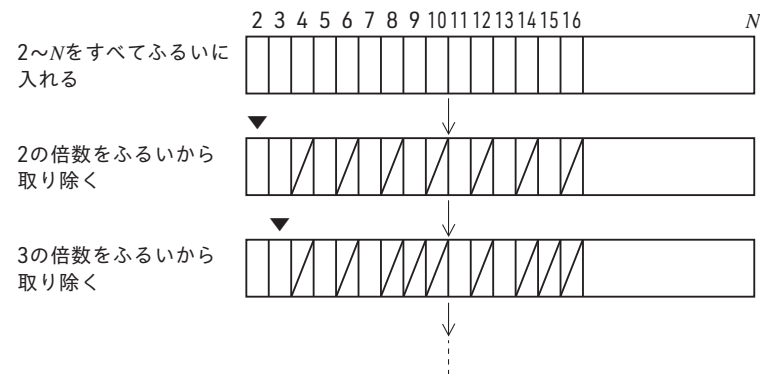 2 3 4 5 6 7 8 9 10 11 12 13 14 15 16 N
2～Nをすべてふるいに
入れる
2の倍数をふるいから
取り除く
3の倍数をふるいから
取り除く